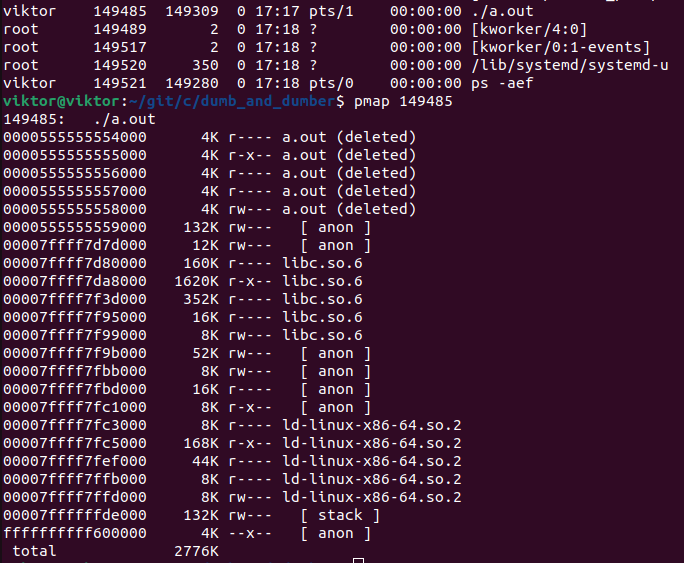 viktor    149485  149309  0 17:17 pts/1    00:00:00 ./a.out
root      149489       2  0 17:18 ?        00:00:00 [kworker/4:0]
root      149517       2  0 17:18 ?        00:00:00 [kworker/0:1-events]
root      149520     350  0 17:18 ?        00:00:00 /lib/systemd/systemd-u
viktor    149521  149280  0 17:18 pts/0    00:00:00 ps -aef
viktor@viktor:~/git/c/dumb_and_dumber$ pmap 149485
149485:   ./a.out
0000555555554000      4K r---- a.out (deleted)
0000555555555000      4K r-x-- a.out (deleted)
0000555555556000      4K r---- a.out (deleted)
0000555555557000      4K r---- a.out (deleted)
0000555555558000      4K rw--- a.out (deleted)
0000555555559000    132K rw---   [ anon ]
00007ffff7d7d000     12K rw---   [ anon ]
00007ffff7d80000    160K r---- libc.so.6
00007ffff7da8000   1620K r-x-- libc.so.6
00007ffff7f3d000    352K r---- libc.so.6
00007ffff7f95000     16K r---- libc.so.6
00007ffff7f99000      8K rw--- libc.so.6
00007ffff7f9b000     52K rw---   [ anon ]
00007ffff7fbb000      8K rw---   [ anon ]
00007ffff7fbd000     16K r----   [ anon ]
00007ffff7fc1000      8K r-x--   [ anon ]
00007ffff7fc3000      8K r---- ld-linux-x86-64.so.2
00007ffff7fc5000    168K r-x-- ld-linux-x86-64.so.2
00007ffff7fef000     44K r---- ld-linux-x86-64.so.2
00007ffff7ffb000      8K r---- ld-linux-x86-64.so.2
00007ffff7ffd000      8K rw--- ld-linux-x86-64.so.2
00007ffffffde000    132K rw---   [ stack ]
ffffffffff600000      4K --x--   [ anon ]
 total             2776K